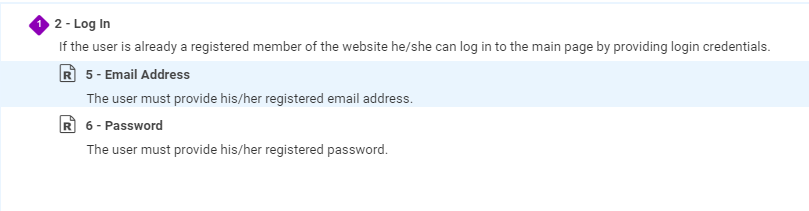 1 2 - Log In
If the user is already a registered member of the website he/she can log in to the main page by providing login credentials.
R 5 - Email Address
The user must provide his/her registered email address.
R 6 - Password
The user must provide his/her registered password.